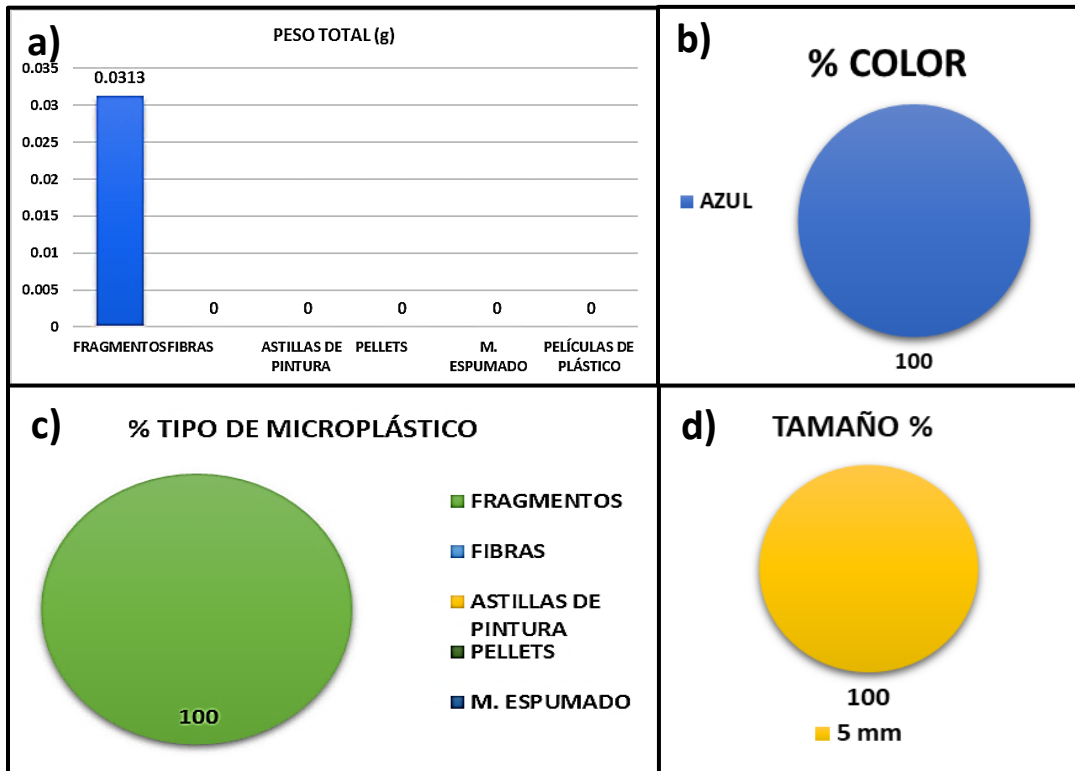 a)
PESO TOTAL (g)
0.035
0.03
0.025
0.02
0.015
0.01
0.005
0
0.0313
0
0
0
0
0
FRAGMENTOS
FIBRAS
ASTILLAS DE
PINTURA
PELLETS
M.
ESPUMADO
PELÍCULAS DE
PLÁSTICO
b)
% COLOR
AZUL
100
c)
% TIPO DE MICROPLÁSTICO
100
FRAGMENTOS
FIBRAS
ASTILLAS DE
PINTURA
PELLETS
M. ESPUMADO
d)
TAMAÑO %
100
5 mm